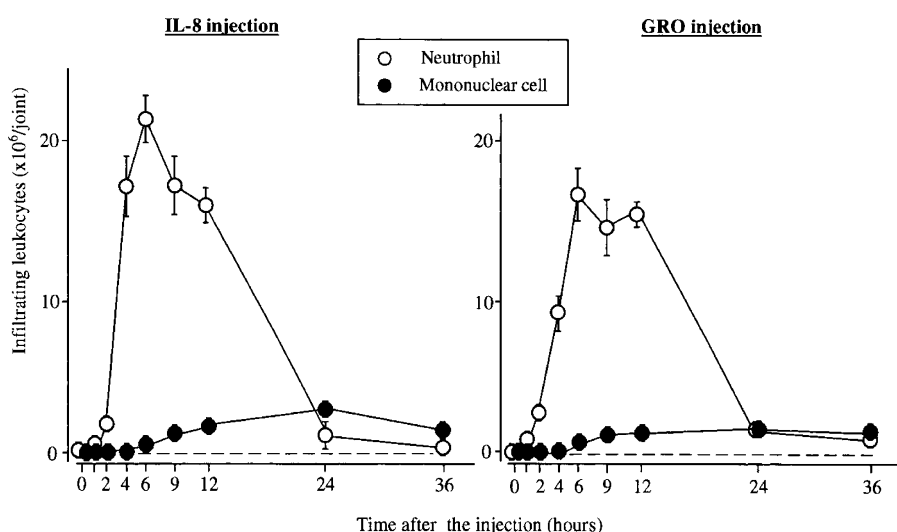 IL-8 injection
GRO injection
Neutrophil
Mononuclear cell
Infiltrating leukocytes (x10⁶/joint)
20
10
0
20
10
0
0 1 2 4 6 9 12 24 36
0 1 2 4 6 9 12 24 36
Time after the injection (hours)